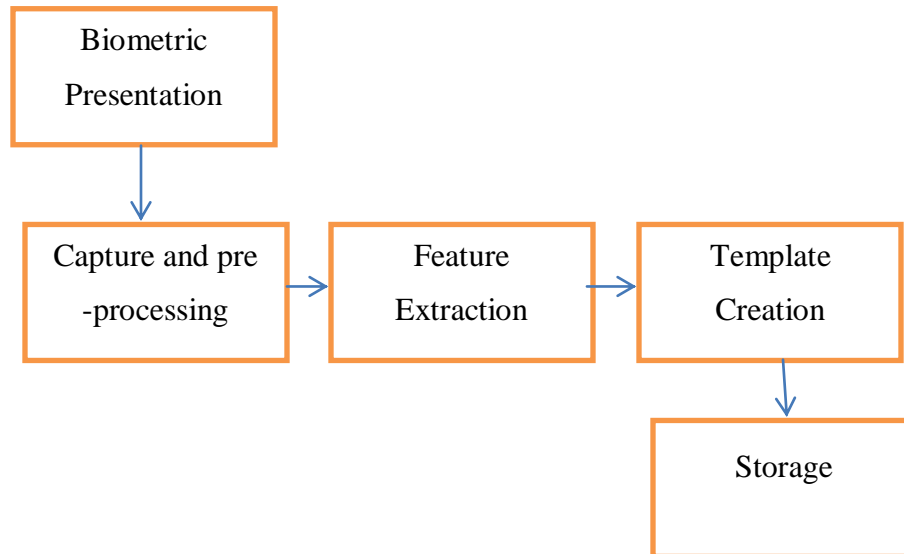 Biometric
Presentation
Capture and pre
-processing
Feature
Extraction
Template
Creation
Storage